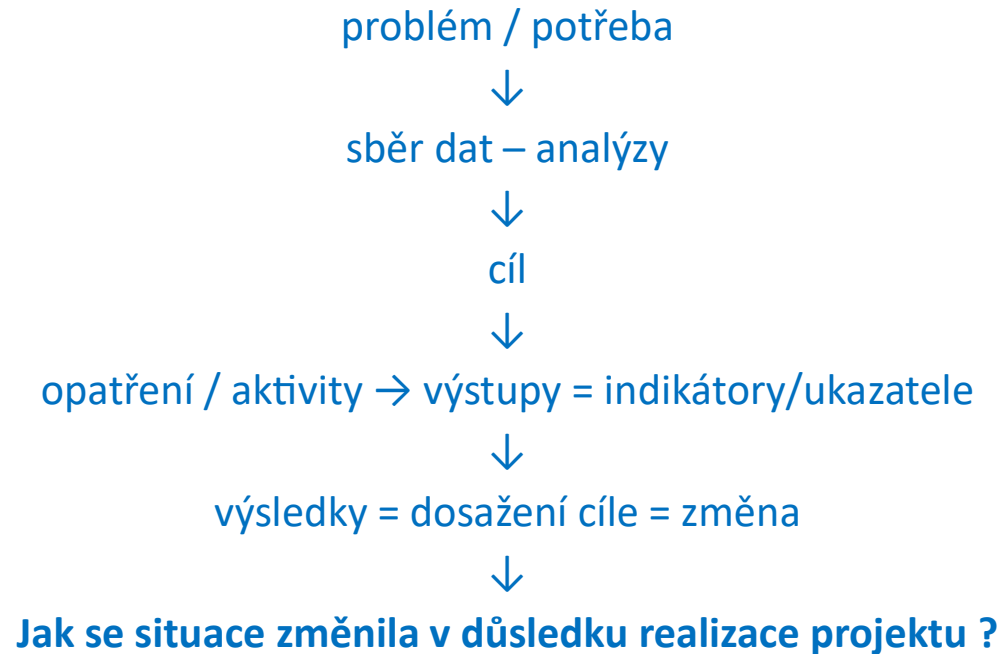 problém / potřeba
↓
sběr dat – analýzy
↓
cíl
↓
opatření / aktivity → výstupy = indikátory/ukazatele
↓
výsledky = dosažení cíle = změna
↓
Jak se situace změnila v důsledku realizace projektu ?